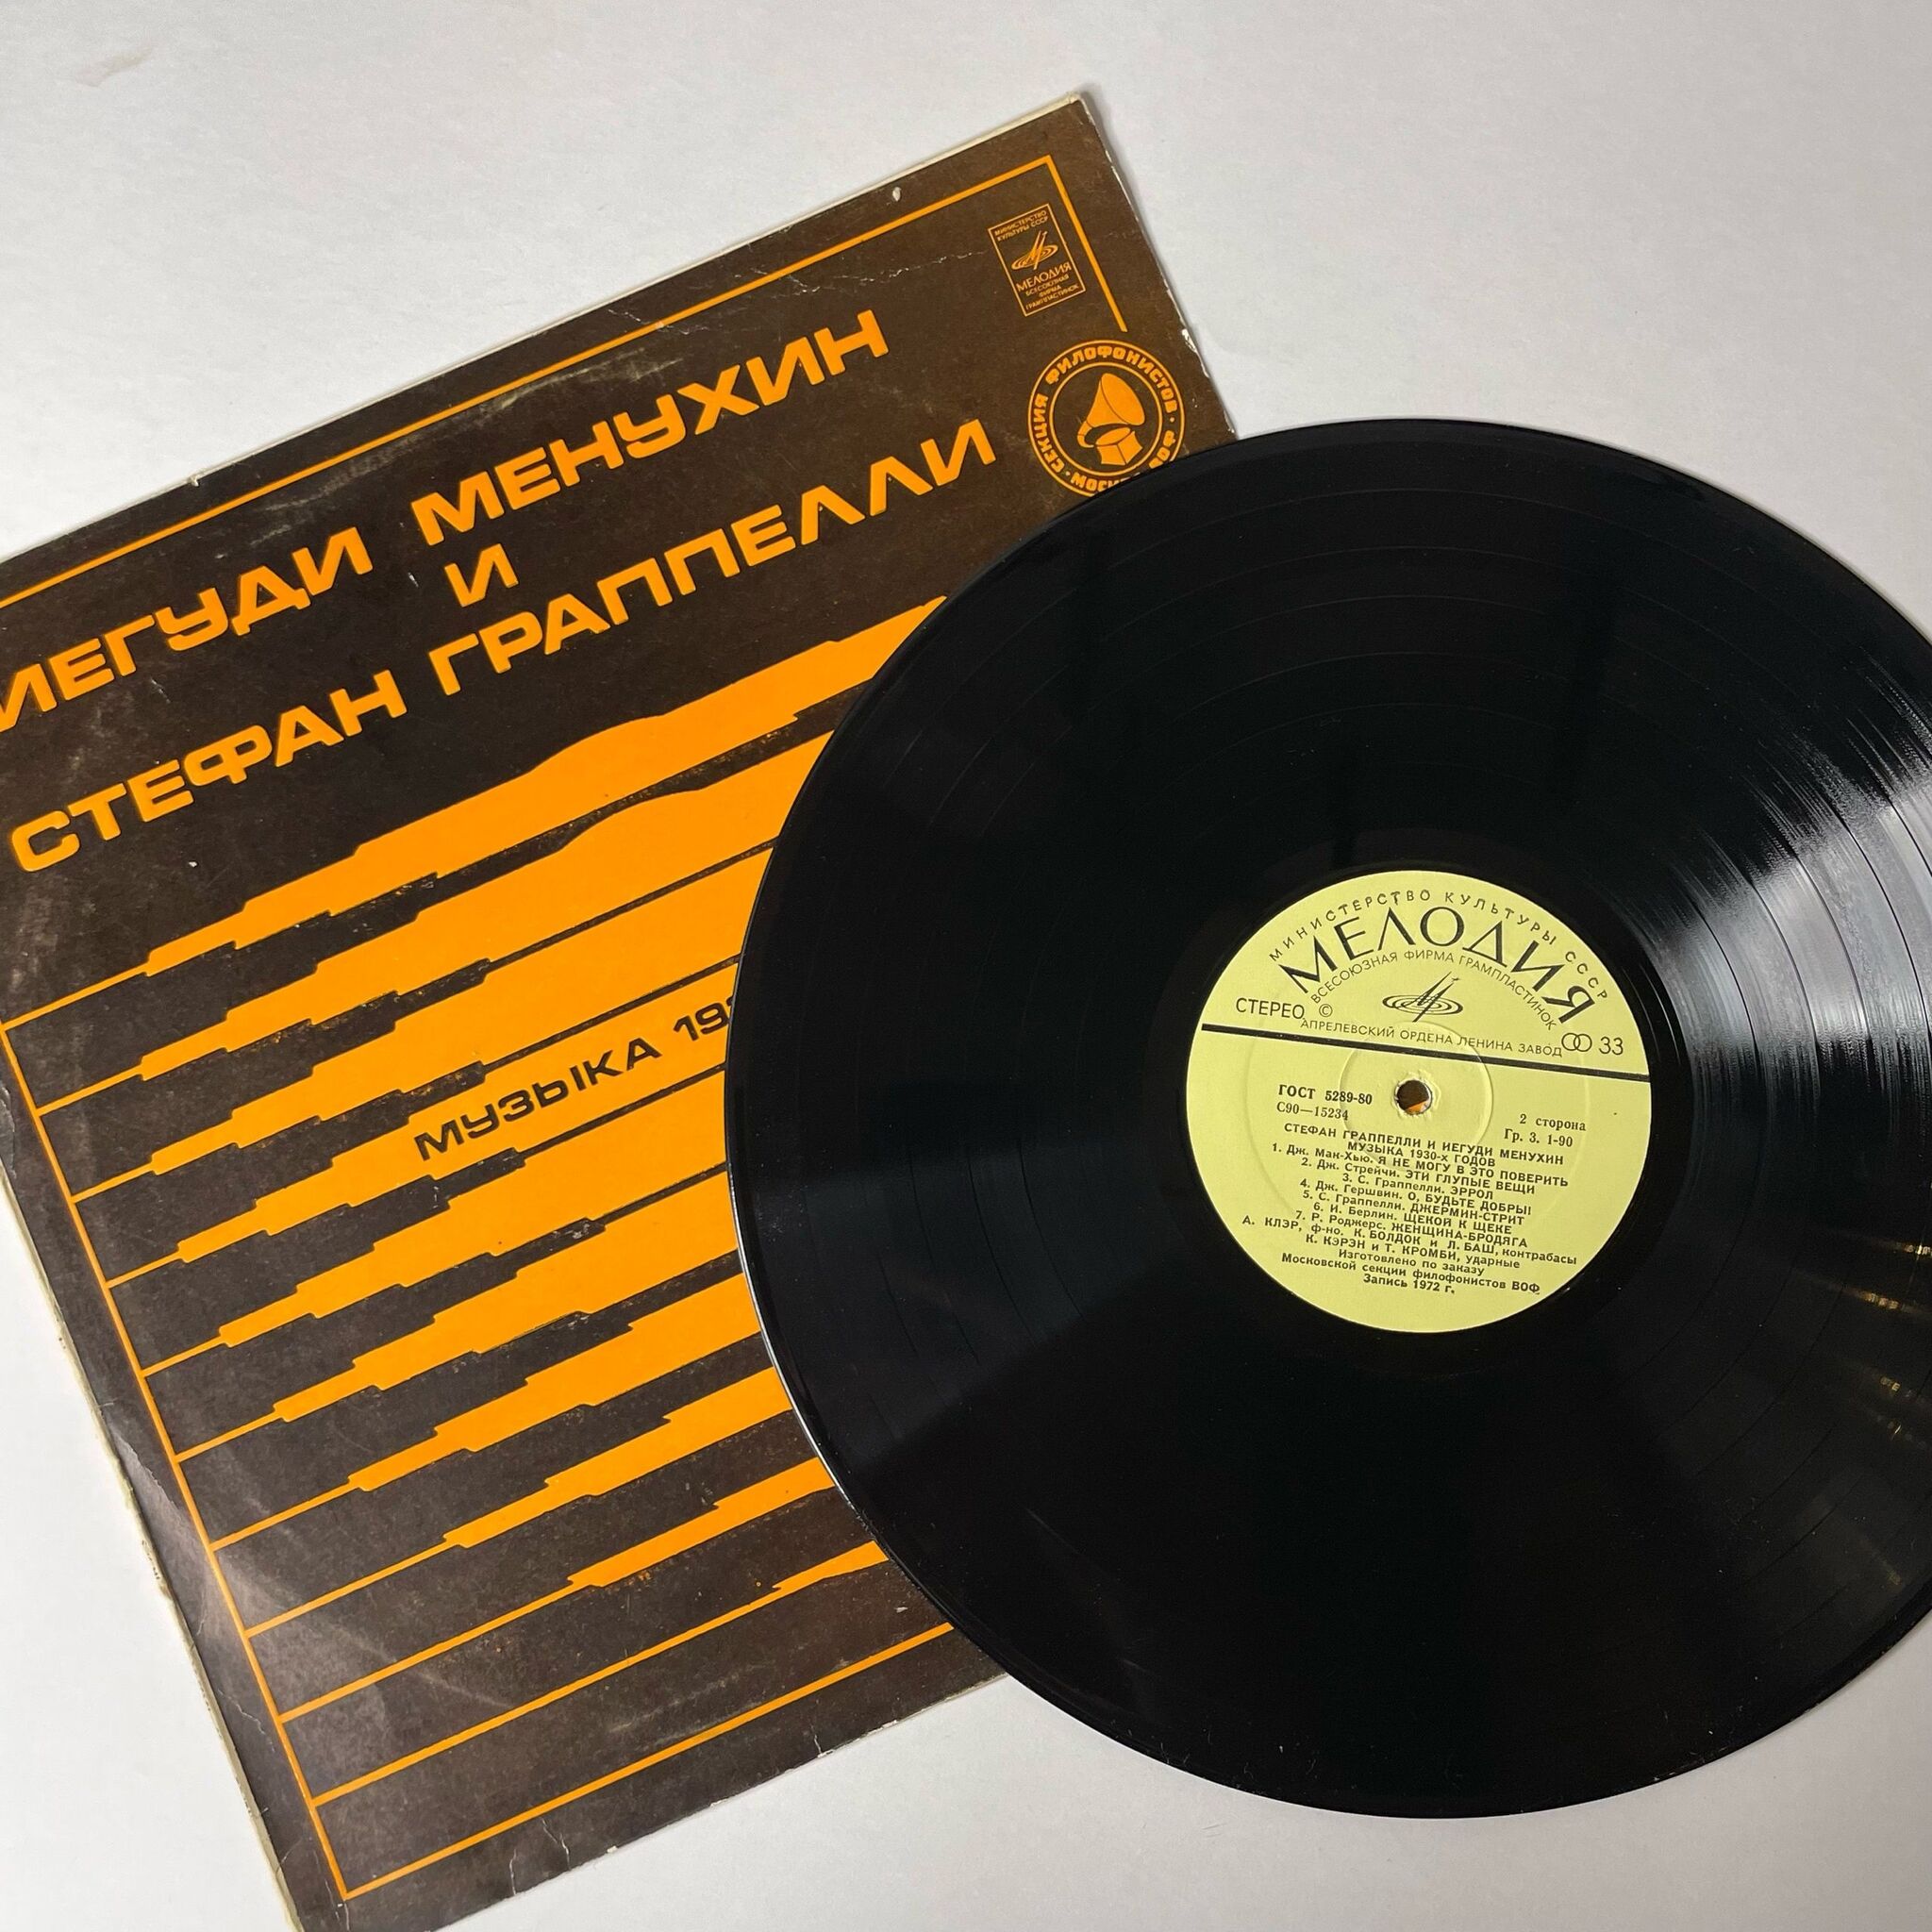 МИНИСТЕРСТВО
КУЛЬТУРЫ СССР
МЕЛОДИЯ
ВСЕСОЮЗНАЯ
ФИРМА
ГРАМПЛАСТИНОК
СЕКЦИЯ ФИЛОФОНИСТОВ
ИЕГУДИ МЕНУХИН
И
СТЕФАН ГРАППЕЛЛИ
МУЗЫКА 19
МИНИСТЕРСТВО КУЛЬТУРЫ СССР
МЕЛОДИЯ
ВСЕСОЮЗНАЯ ФИРМА ГРАМПЛАСТИНОК
СТЕРЕО ©
АПРЕЛЕВСКИЙ ОРДЕНА ЛЕНИНА ЗАВОД
33
ГОСТ 5289-80
С90—15234
2 сторона
Гр. 3. 1-90
СТЕФАН ГРАППЕЛЛИ И ИЕГУДИ МЕНУХИН
МУЗЫКА 1930-х ГОДОВ
1. Дж. Мак-Хью. Я НЕ МОГУ В ЭТО ПОВЕРИТЬ
2. Дж. Стрейчи. ЭТИ ГЛУПЫЕ ВЕЩИ
3. С. Граппелли. ЭРРОЛ
4. Дж. Гершвин. О, БУДЬТЕ ДОБРЫ!
5. С. Граппелли. ДЖЕРМИН-СТРИТ
6. И. Берлин. ЩЕКОЙ К ЩЕКЕ
7. Р. Роджерс. ЖЕНЩИНА-БРОДЯГА
А. КЛЭР, ф-но, К. БОЛДОК и Л. БАШ, контрабасы
К. КЭРЭН и Т. КРОМБИ, ударные
Изготовлено по заказу
Московской секции филофонистов ВОФ
Запись 1972 г.